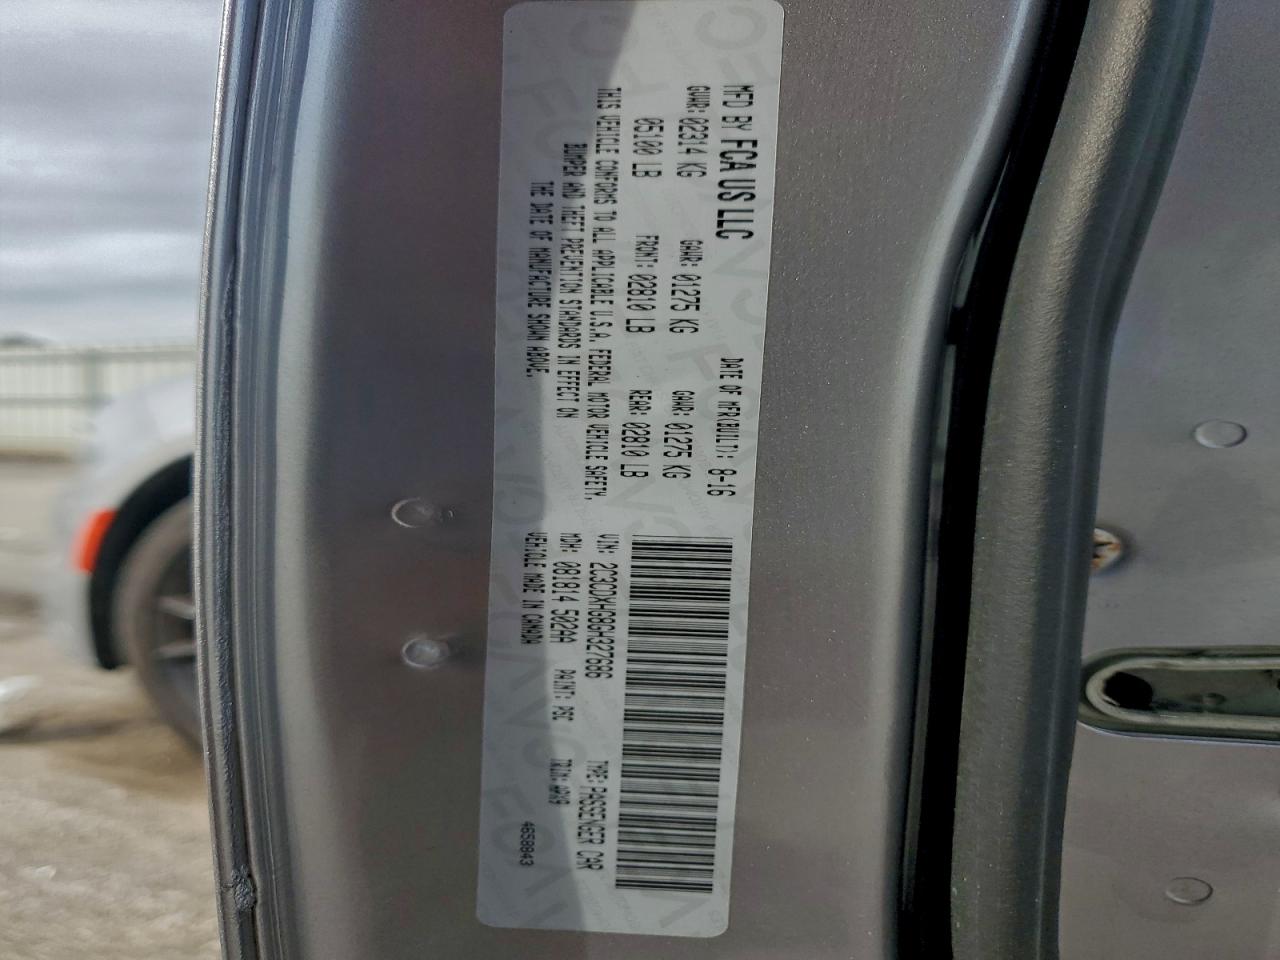 MFD BY FCA US LLC DATE OF MFR(BUILT): 8-16
GVWR: 02314 KG GAWR: 01275 KG GAWR: 01275 KG
05100 LB FRONT: 02810 LB REAR: 02810 LB
THIS VEHICLE CONFORMS TO ALL APPLICABLE U.S.A. FEDERAL MOTOR VEHICLE SAFETY,
BUMPER AND THEFT PREVENTION STANDARDS IN EFFECT ON
THE DATE OF MANUFACTURE SHOWN ABOVE.
VIN: 2C3CDXHG8GH327686 TYPE: PASSENGER CAR
MDH: 081814 502AA PAINT: PSC TRIM:
VEHICLE MADE IN CANADA 4658843